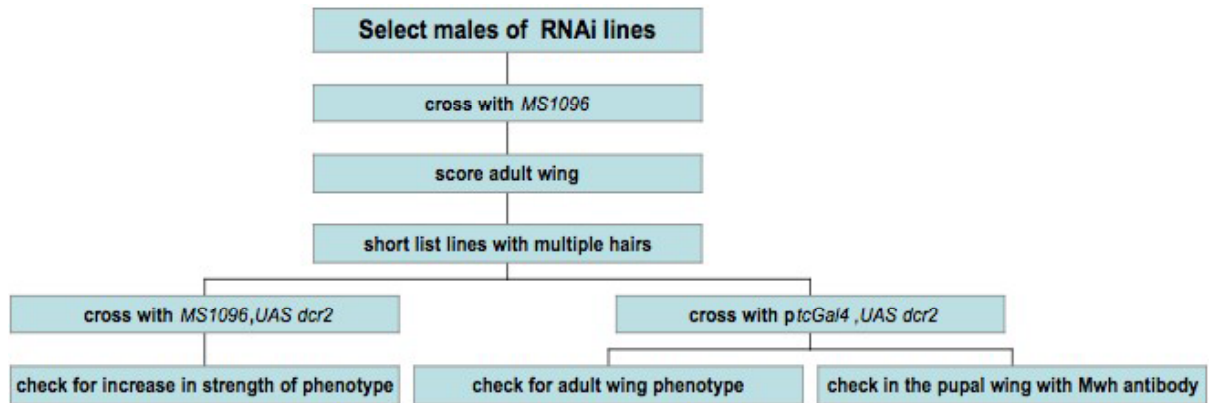 Select males of RNAi lines
cross with MS1096
score adult wing
short list lines with multiple hairs
cross with MS1096,UAS dcr2
cross with ptcGal4 ,UAS dcr2
check for increase in strength of phenotype
check for adult wing phenotype
check in the pupal wing with Mwh antibody